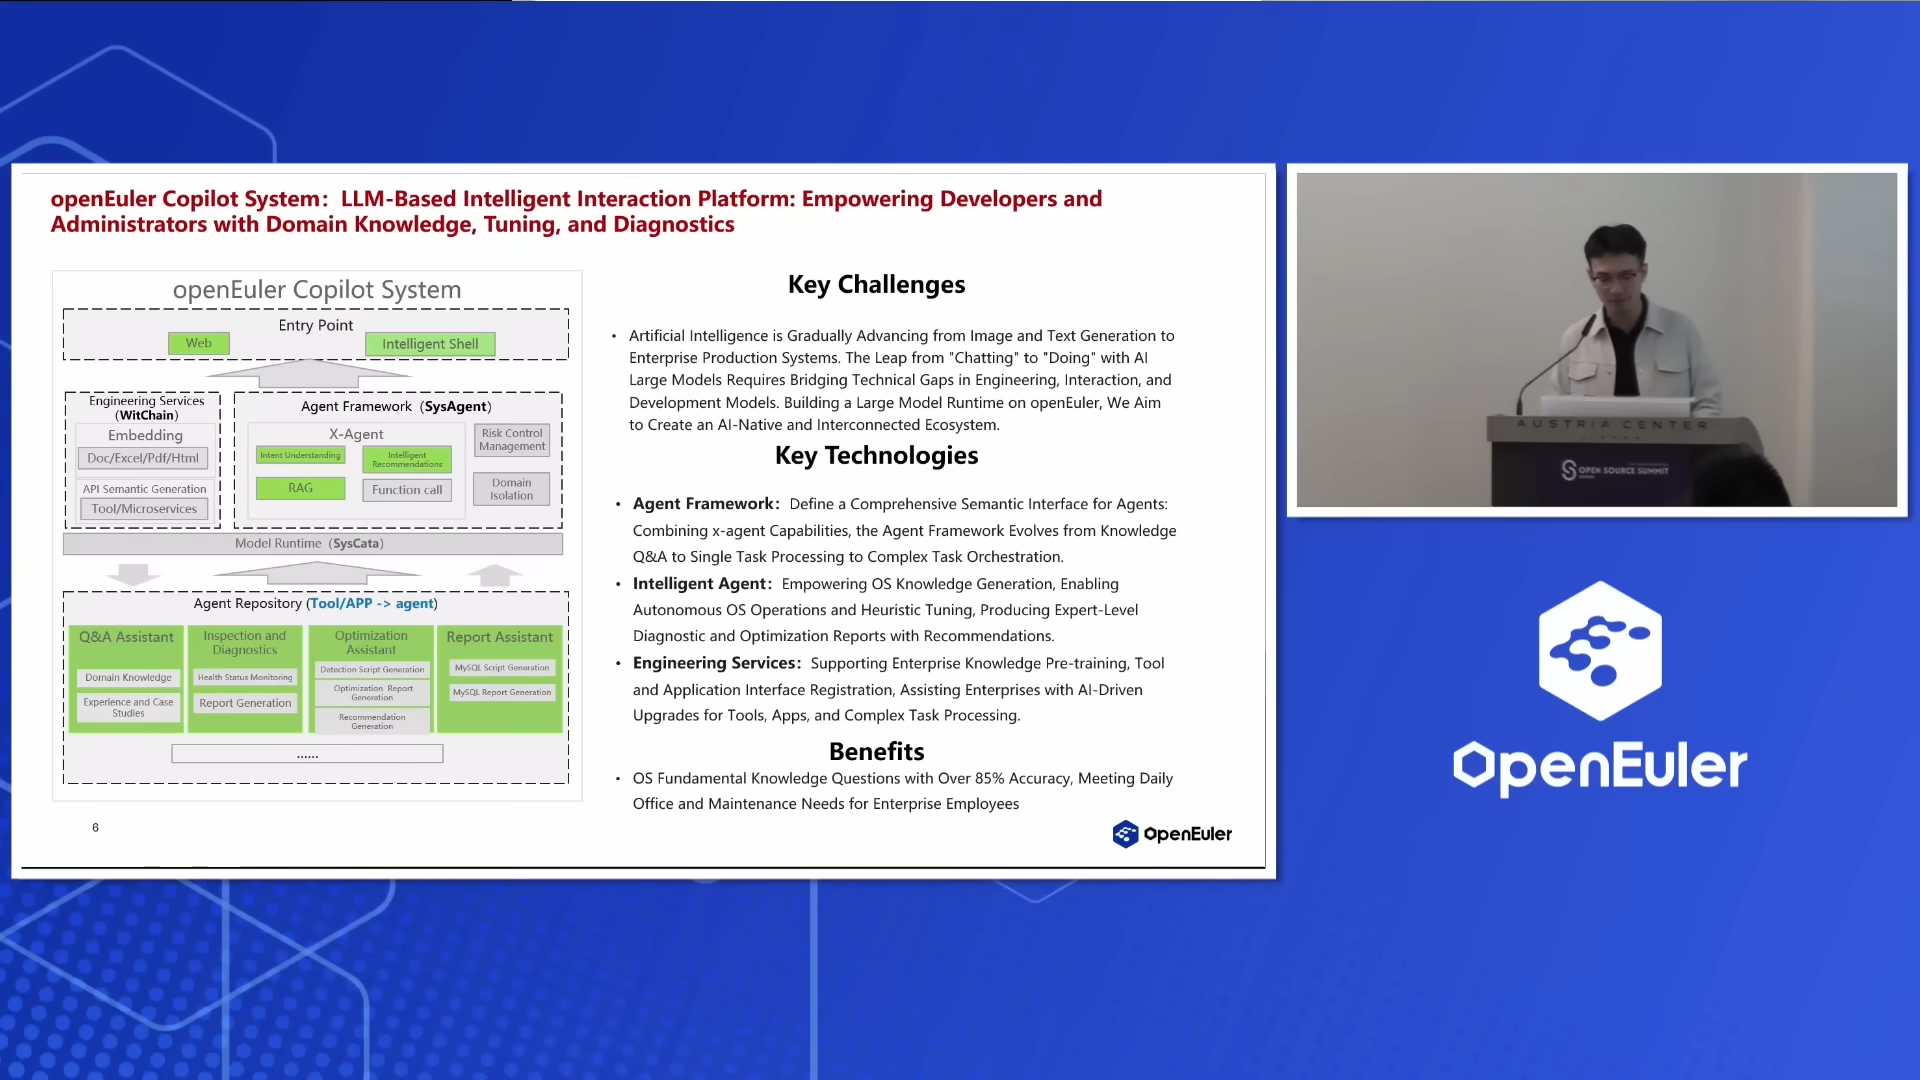 openEuler Copilot System： LLM-Based Intelligent Interaction Platform: Empowering Developers and
Administrators with Domain Knowledge, Tuning, and Diagnostics
openEuler Copilot System
Entry Point
Web
Intelligent Shell
Engineering Services
(WitChain)
Embedding
Doc/Excel/Pdf/Html
API Semantic Generation
Tool/Microservices
Agent Framework (SysAgent)
X-Agent
Intent Understanding
Intelligent
Recommendations
RAG
Function call
Risk Control
Management
Domain
Isolation
Model Runtime (SysCata)
Agent Repository (Tool/APP -> agent)
Q&A Assistant
Domain Knowledge
Experience and Case
Studies
Inspection and
Diagnostics
Health Status Monitoring
Report Generation
Optimization
Assistant
Detection Script Generation
Optimization Report
Generation
Recommendation
Generation
Report Assistant
MySQL Script Generation
MySQL Report Generation
......
6
Key Challenges
• Artificial Intelligence is Gradually Advancing from Image and Text Generation to
Enterprise Production Systems. The Leap from "Chatting" to "Doing" with AI
Large Models Requires Bridging Technical Gaps in Engineering, Interaction, and
Development Models. Building a Large Model Runtime on openEuler, We Aim
to Create an AI-Native and Interconnected Ecosystem.
Key Technologies
• Agent Framework： Define a Comprehensive Semantic Interface for Agents:
Combining x-agent Capabilities, the Agent Framework Evolves from Knowledge
Q&A to Single Task Processing to Complex Task Orchestration.
• Intelligent Agent： Empowering OS Knowledge Generation, Enabling
Autonomous OS Operations and Heuristic Tuning, Producing Expert-Level
Diagnostic and Optimization Reports with Recommendations.
• Engineering Services： Supporting Enterprise Knowledge Pre-training, Tool
and Application Interface Registration, Assisting Enterprises with AI-Driven
Upgrades for Tools, Apps, and Complex Task Processing.
Benefits
• OS Fundamental Knowledge Questions with Over 85% Accuracy, Meeting Daily
Office and Maintenance Needs for Enterprise Employees
OpenEuler
AUSTRIA CENTER
OPEN SOURCE SUMMIT
OpenEuler